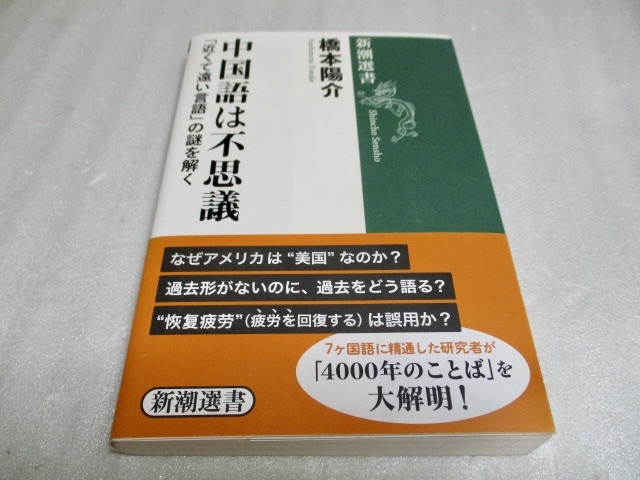 新潮選書
Shincho Sensho
橋本陽介
Hashimoto Yosuke
中国語は不思議
「近くて遠い言語」の謎を解く
なぜアメリカは“美国”なのか？
過去形がないのに、過去をどう語る？
“恢复疲劳”（疲労を回復する）は誤用か？
7ヶ国語に精通した研究者が
「4000年のことば」を
大解明！
新潮選書